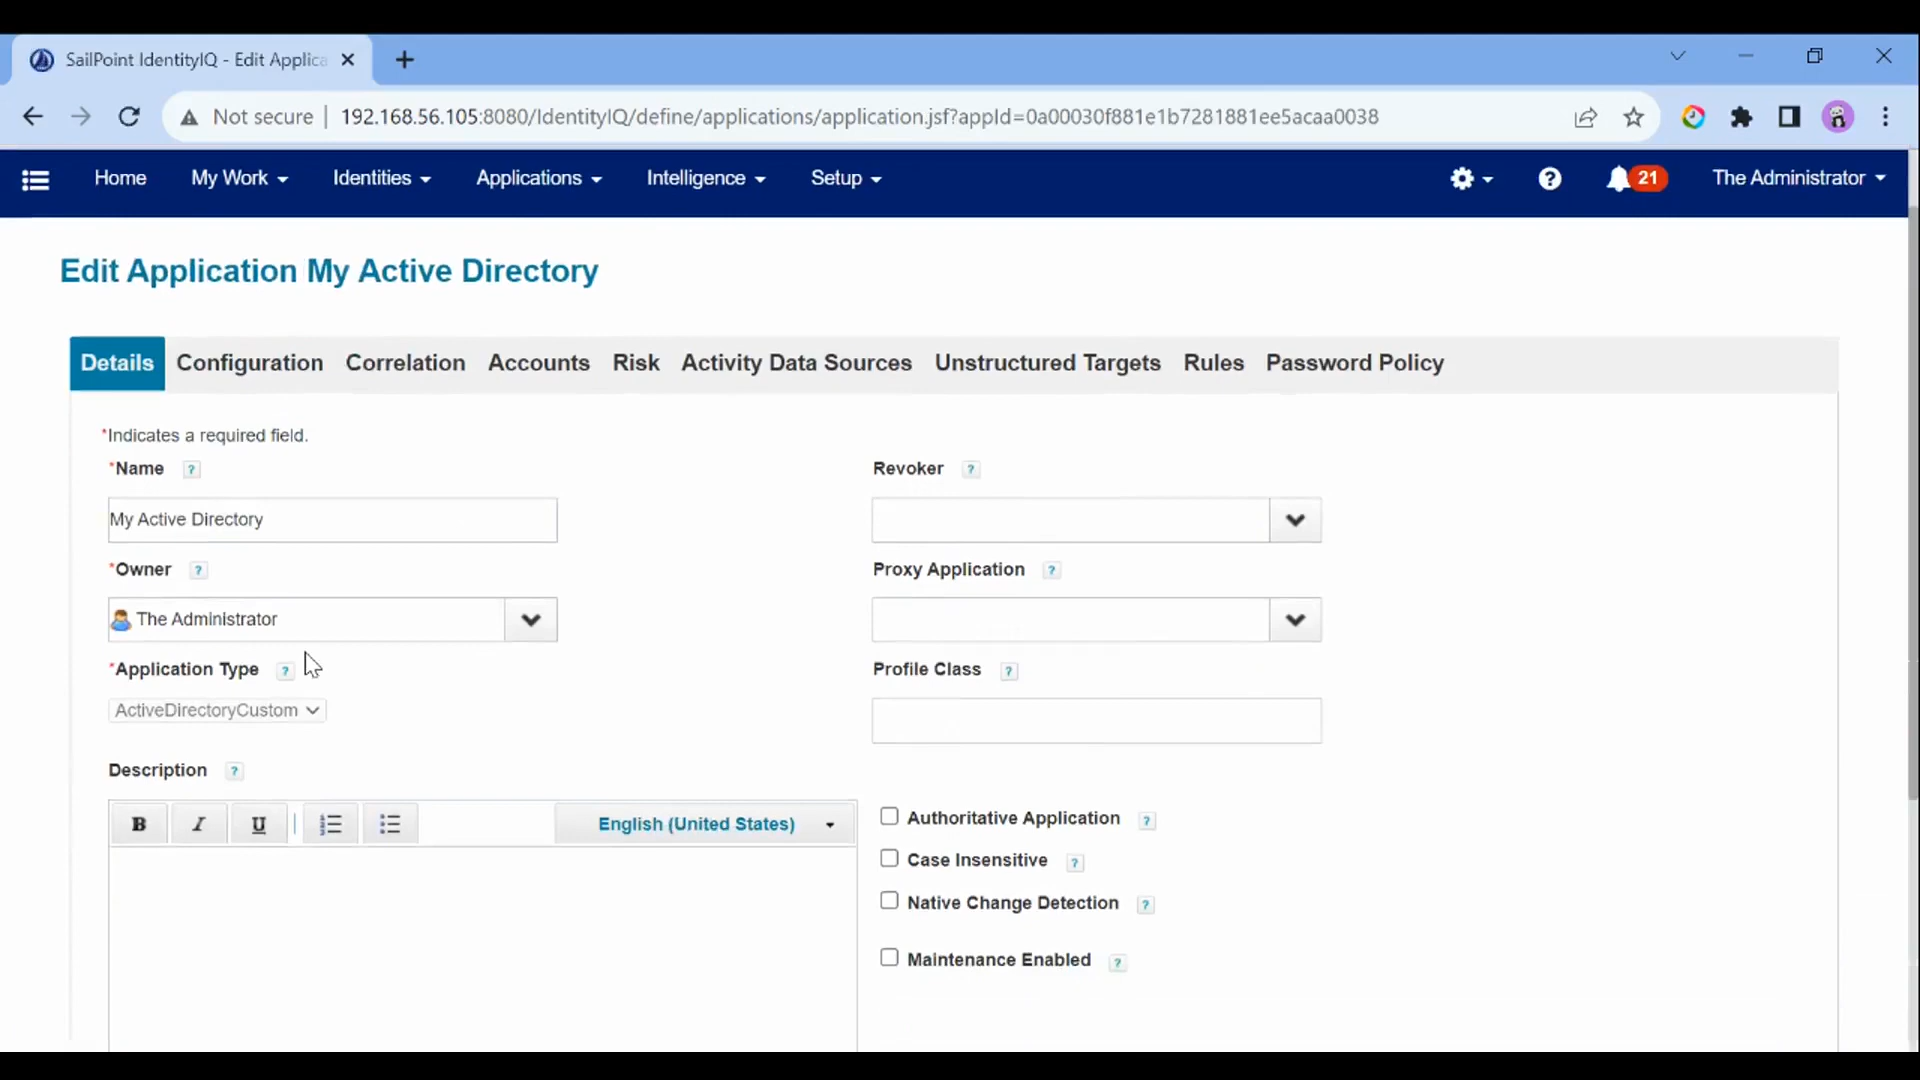 SailPoint IdentityIQ - Edit Applica
Not secure 192.168.56.105:8080/IdentityIQ/define/applications/application.jsf?appId=0a00030f881e1b7281881ee5acaa0038
Home My Work Identities Applications Intelligence Setup 21 The Administrator
Edit Application My Active Directory
Details Configuration Correlation Accounts Risk Activity Data Sources Unstructured Targets Rules Password Policy
*Indicates a required field.
*Name ? Revoker ?
My Active Directory
*Owner ? Proxy Application ?
The Administrator
*Application Type ? Profile Class ?
ActiveDirectoryCustom
Description ?
B I U English (United States)
Authoritative Application ?
Case Insensitive ?
Native Change Detection ?
Maintenance Enabled ?